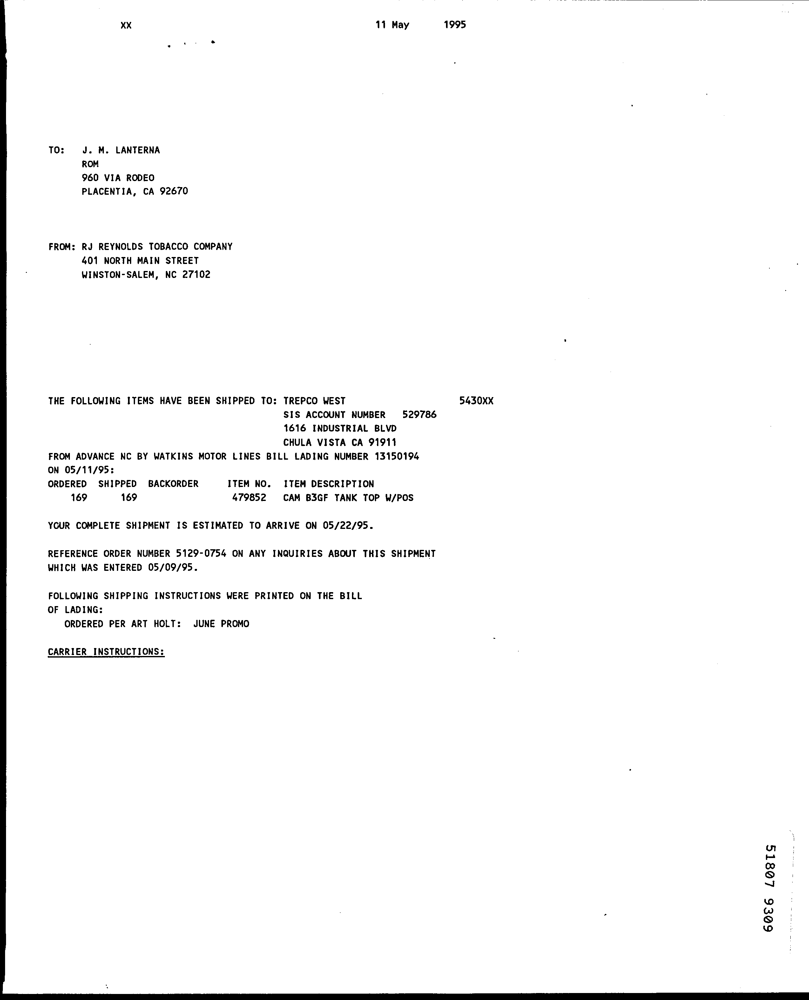 XX 11 May 1995
TO: J. M. LANTERNA
ROM
960 VIA RODEO
PLACENTIA, CA 92670
FROM: RJ REYNOLDS TOBACCO COMPANY
401 NORTH MAIN STREET
WINSTON-SALEM, NC 27102
THE FOLLOWING ITEMS HAVE BEEN SHIPPED TO: TREPCO WEST 5430XX
SIS ACCOUNT NUMBER 529786
1616 INDUSTRIAL BLVD
CHULA VISTA CA 91911
FROM ADVANCE NC BY WATKINS MOTOR LINES BILL LADING NUMBER 13150194
ON 05/11/95:
ORDERED SHIPPED BACKORDER ITEM NO. ITEM DESCRIPTION
169 169 479852 CAM B3GF TANK TOP W/POS
YOUR COMPLETE SHIPMENT IS ESTIMATED TO ARRIVE ON 05/22/95.
REFERENCE ORDER NUMBER 5129-0754 ON ANY INQUIRIES ABOUT THIS SHIPMENT
WHICH WAS ENTERED 05/09/95.
FOLLOWING SHIPPING INSTRUCTIONS WERE PRINTED ON THE BILL
OF LADING:
ORDERED PER ART HOLT: JUNE PROMO
CARRIER INSTRUCTIONS:
51807 9309